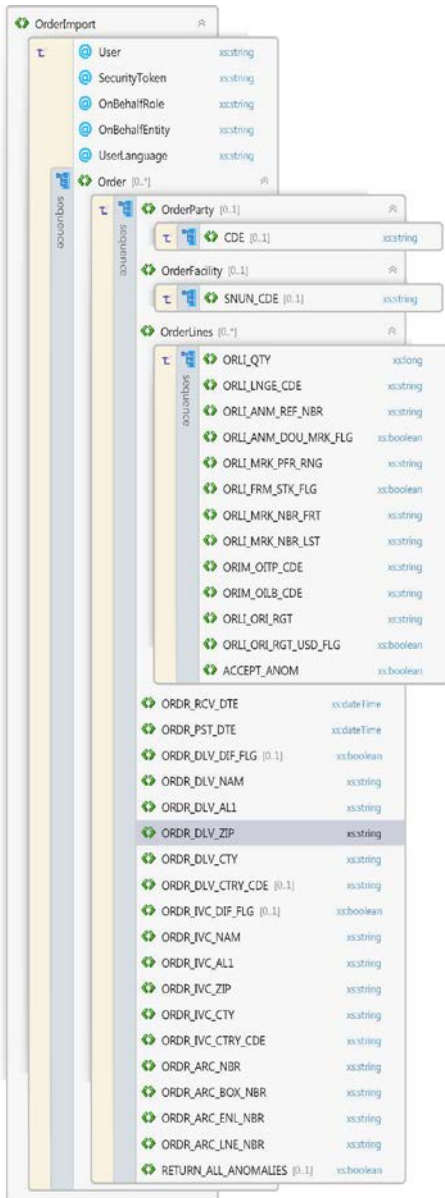 OrderImport
@ User xs:string
@ SecurityToken xs:string
@ OnBehalfRole xs:string
@ OnBehalfEntity xs:string
@ UserLanguage xs:string
sequence
Order [0..*]
sequence
OrderParty [0..1]
CDE [0..1] xs:string
OrderFacility [0..1]
SNUN_CDE [0..1] xs:string
OrderLines [0..*]
sequence
ORLI_QTY xs:long
ORLI_LNGE_CDE xs:string
ORLI_ANM_REF_NBR xs:string
ORLI_ANM_DOU_MRK_FLG xs:boolean
ORLI_MRK_PFR_RNG xs:string
ORLI_FRM_STK_FLG xs:boolean
ORLI_MRK_NBR_FRT xs:string
ORLI_MRK_NBR_LST xs:string
ORIM_OITP_CDE xs:string
ORIM_OILB_CDE xs:string
ORLI_ORI_RGT xs:string
ORLI_ORI_RGT_USD_FLG xs:boolean
ACCEPT_ANOM xs:boolean
ORDR_RCV_DTE xs:dateTime
ORDR_PST_DTE xs:dateTime
ORDR_DLV_DIF_FLG [0..1] xs:boolean
ORDR_DLV_NAM xs:string
ORDR_DLV_AL1 xs:string
ORDR_DLV_ZIP xs:string
ORDR_DLV_CTY xs:string
ORDR_DLV_CTRY_CDE [0..1] xs:string
ORDR_IVC_DIF_FLG [0..1] xs:boolean
ORDR_IVC_NAM xs:string
ORDR_IVC_AL1 xs:string
ORDR_IVC_ZIP xs:string
ORDR_IVC_CTY xs:string
ORDR_IVC_CTRY_CDE xs:string
ORDR_ARC_NBR xs:string
ORDR_ARC_BOX_NBR xs:string
ORDR_ARC_ENL_NBR xs:string
ORDR_ARC_LNE_NBR xs:string
RETURN_ALL_ANOMALIES [0..1] xs:boolean